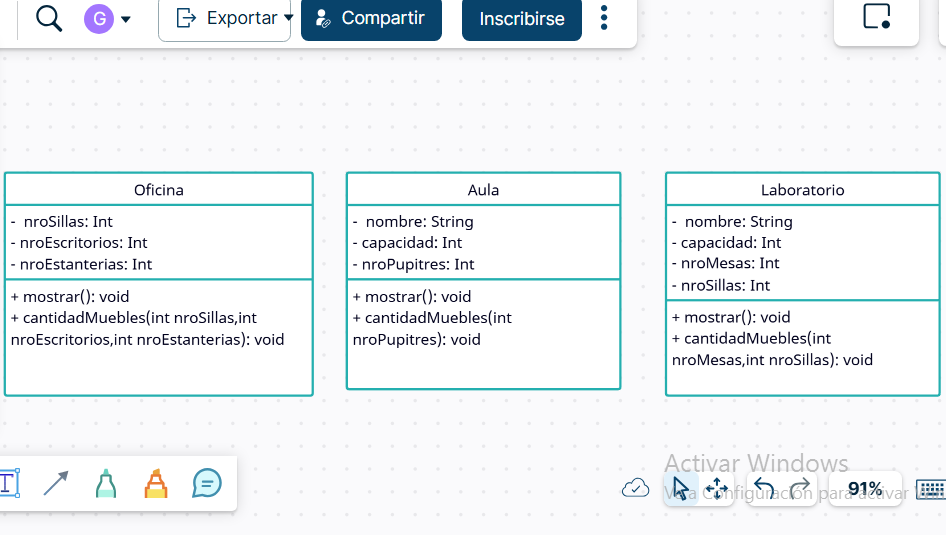 G
Exportar
Compartir
Inscribirse
Oficina
- nroSillas: Int
- nroEscritorios: Int
- nroEstanterias: Int
+ mostrar(): void
+ cantidadMuebles(int nroSillas,int
nroEscritorios,int nroEstanterias): void
Aula
- nombre: String
- capacidad: Int
- nroPupitres: Int
+ mostrar(): void
+ cantidadMuebles(int
nroPupitres): void
Laboratorio
- nombre: String
- capacidad: Int
- nroMesas: Int
- nroSillas: Int
+ mostrar(): void
+ cantidadMuebles(int
nroMesas,int nroSillas): void
T
Activar Windows
Configuración para activar
91%